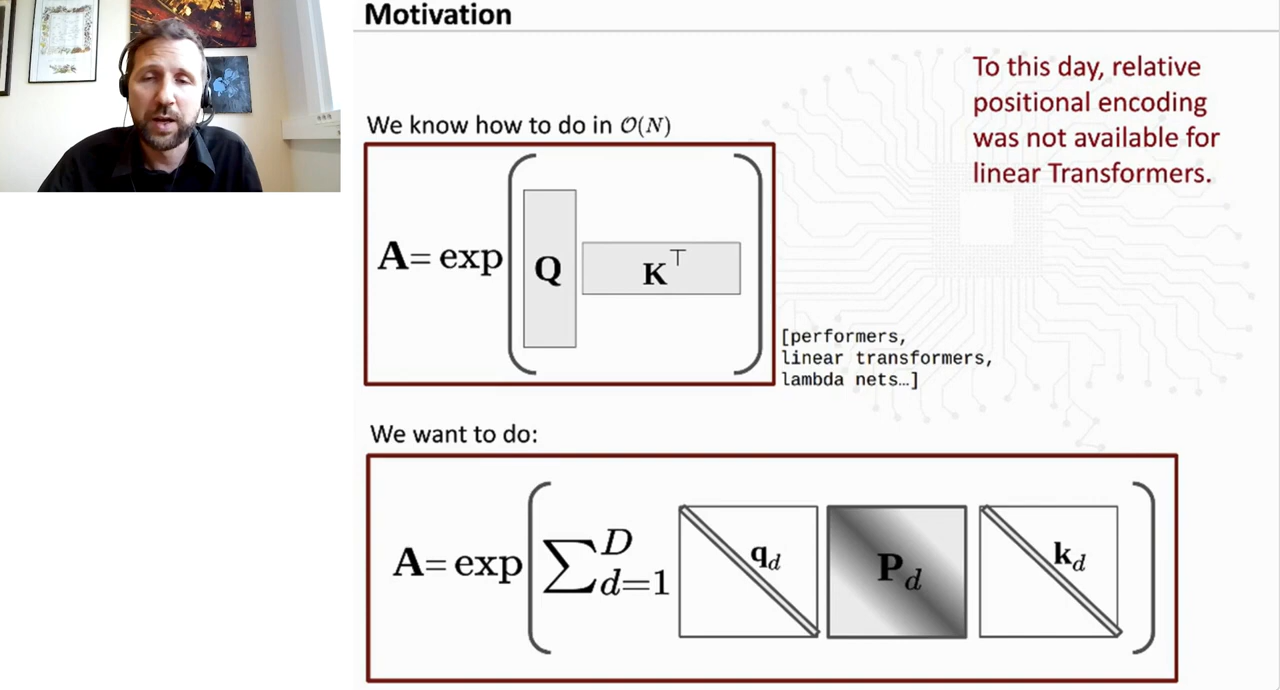 Motivation
To this day, relative
positional encoding
was not available for
linear Transformers.
We know how to do in 𝒪(N)
A= exp ( Q K⊤ )
[performers,
linear transformers,
lambda nets…]
We want to do:
A= exp ( ∑ D d=1 q_d P_d k_d )